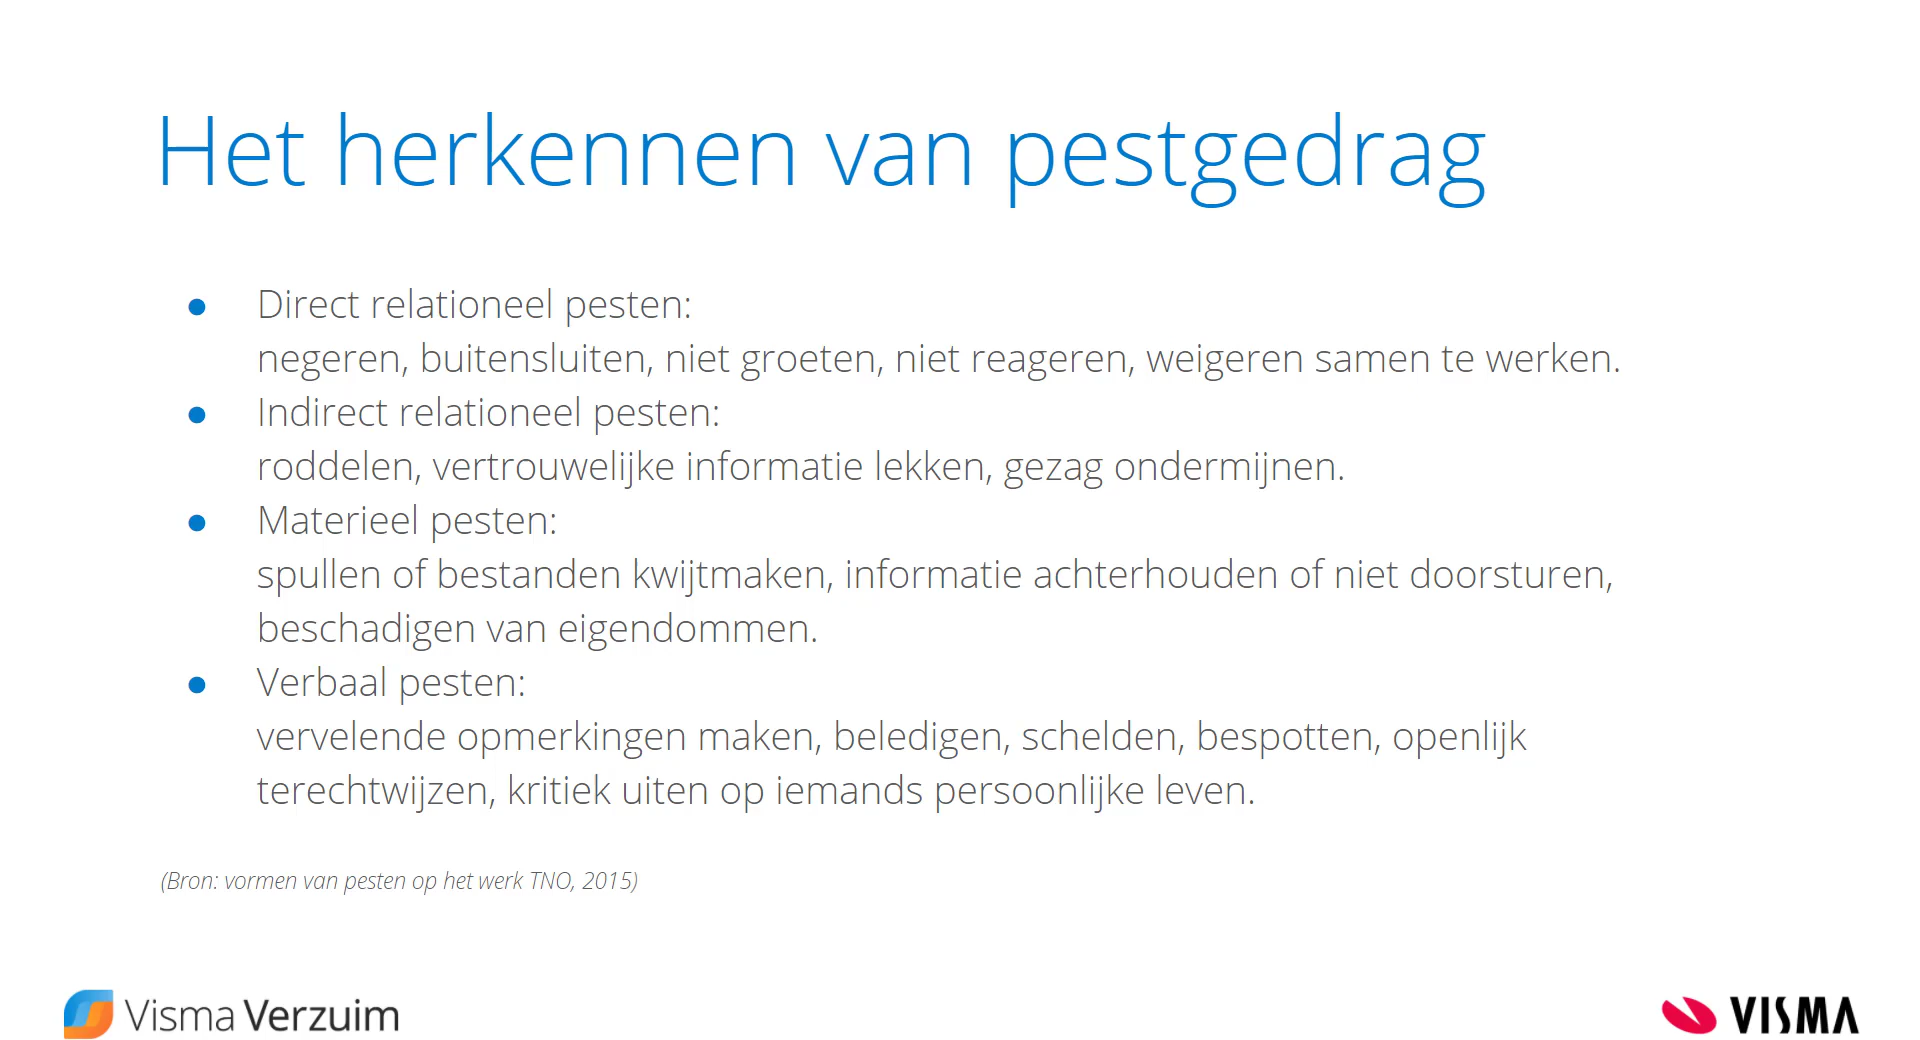 Het herkennen van pestgedrag
● Direct relationeel pesten:
negeren, buitensluiten, niet groeten, niet reageren, weigeren samen te werken.
● Indirect relationeel pesten:
roddelen, vertrouwelijke informatie lekken, gezag ondermijnen.
● Materieel pesten:
spullen of bestanden kwijtmaken, informatie achterhouden of niet doorsturen,
beschadigen van eigendommen.
● Verbaal pesten:
vervelende opmerkingen maken, beledigen, schelden, bespotten, openlijk
terechtwijzen, kritiek uiten op iemands persoonlijke leven.
(Bron: vormen van pesten op het werk TNO, 2015)
Visma Verzuim
VISMA